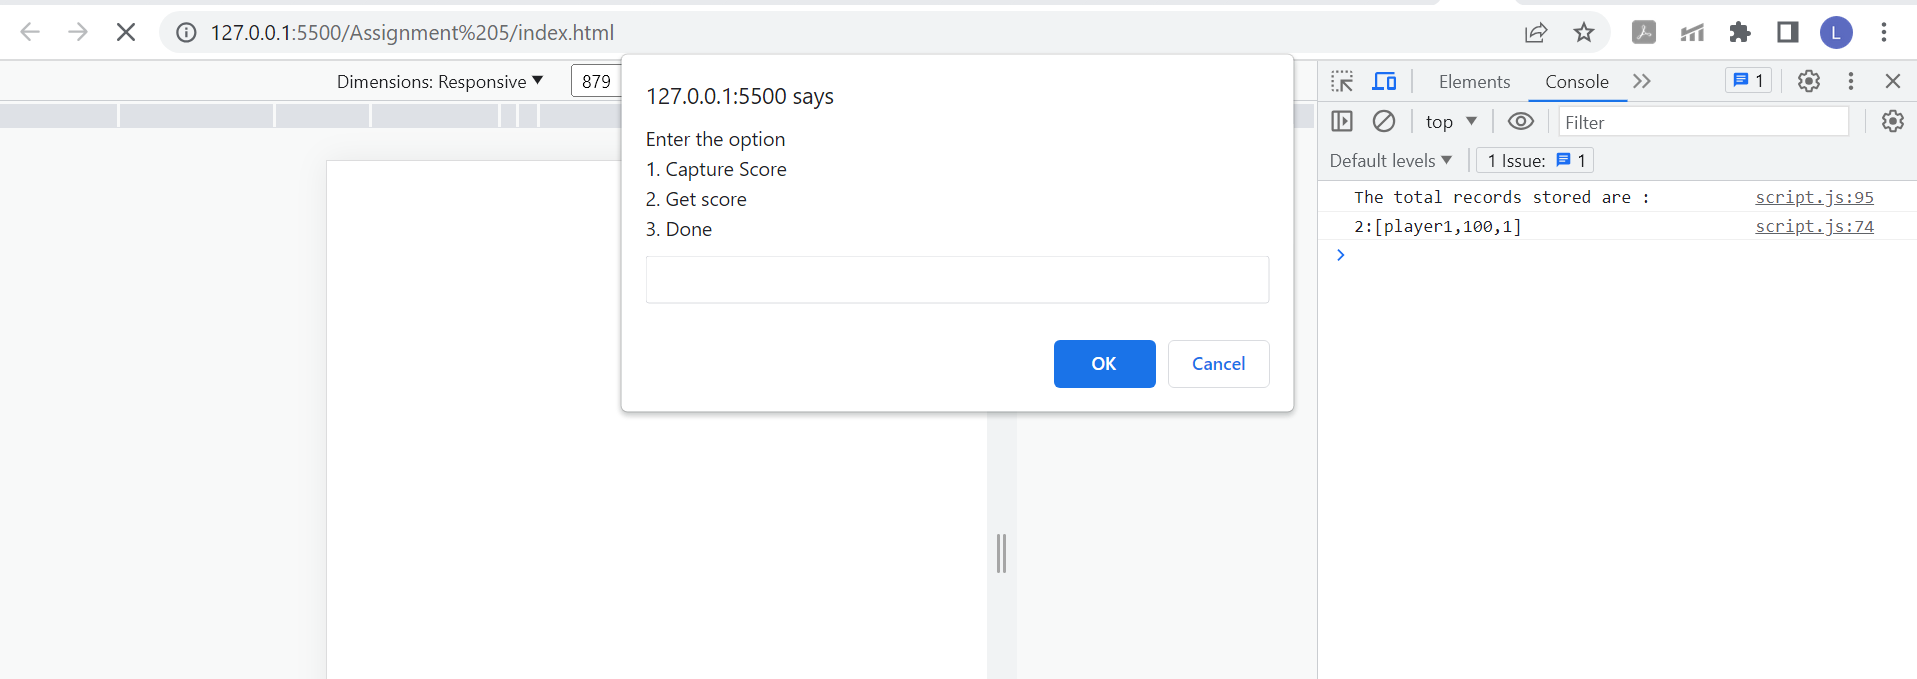 127.0.0.1:5500/Assignment%205/index.html
L
Dimensions: Responsive
879
127.0.0.1:5500 says
Enter the option
1. Capture Score
2. Get score
3. Done
OK
Cancel
Elements
Console
1
top
Filter
Default levels
1 Issue:
1
The total records stored are :
script.js:95
2:[player1,100,1]
script.js:74